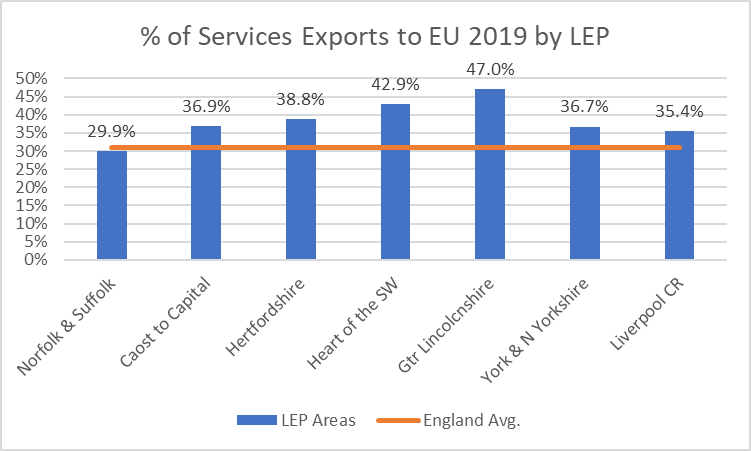 % of Services Exports to EU 2019 by LEP
50%
45%
40%
35%
30%
25%
20%
15%
10%
5%
0%
29.9%
36.9%
38.8%
42.9%
47.0%
36.7%
35.4%
Norfolk & Suffolk
Caost to Capital
Hertfordshire
Heart of the SW
Gtr Lincolcnshire
York & N Yorkshire
Liverpool CR
LEP Areas
England Avg.